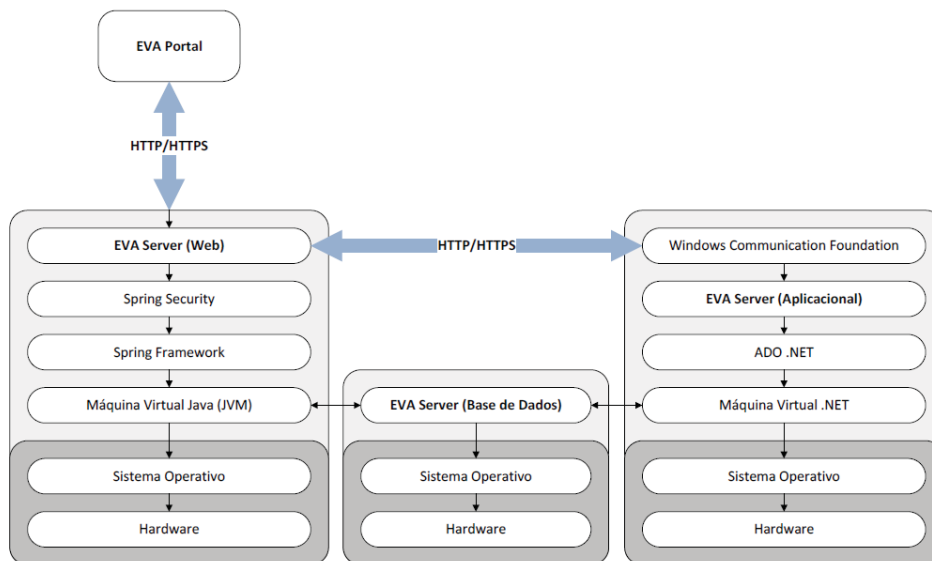 EVA Portal
HTTP/HTTPS
EVA Server (Web)
HTTP/HTTPS
Windows Communication Foundation
Spring Security
EVA Server (Aplicacional)
Spring Framework
ADO .NET
Máquina Virtual Java (JVM)
EVA Server (Base de Dados)
Máquina Virtual .NET
Sistema Operativo
Sistema Operativo
Sistema Operativo
Hardware
Hardware
Hardware